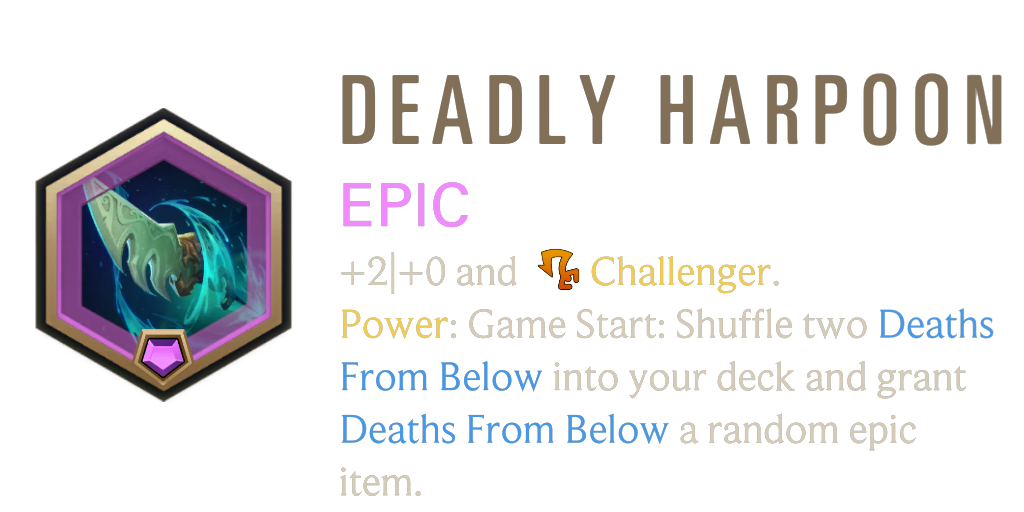 DEADLY HARPOON
EPIC
+2|+0 and Challenger.
Power: Game Start: Shuffle two Deaths
From Below into your deck and grant
Deaths From Below a random epic
item.